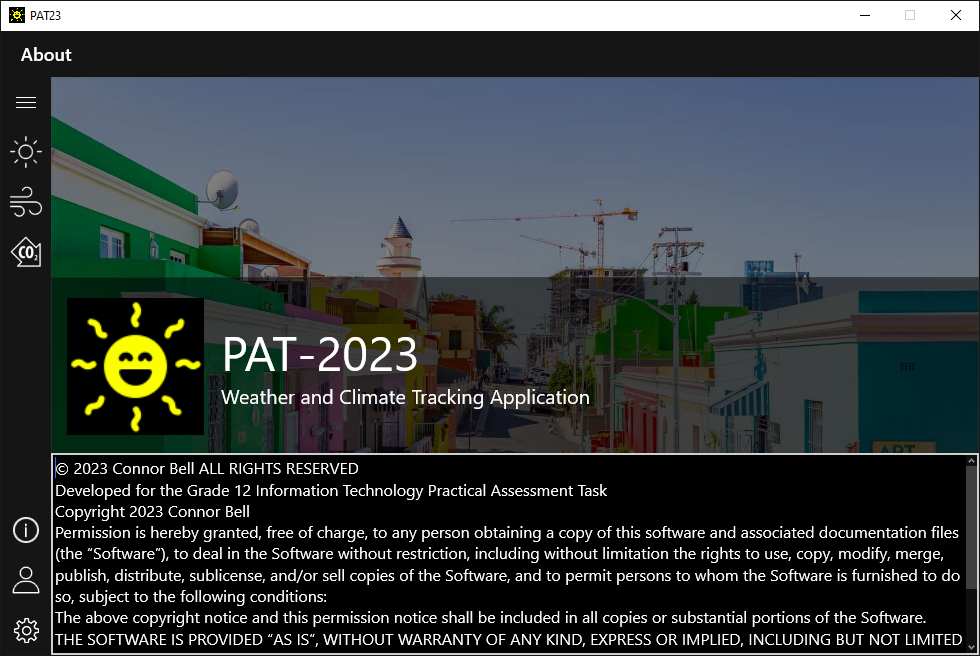 PAT23
About
CO₂
PAT-2023
Weather and Climate Tracking Application
ART
© 2023 Connor Bell ALL RIGHTS RESERVED
Developed for the Grade 12 Information Technology Practical Assessment Task
Copyright 2023 Connor Bell
Permission is hereby granted, free of charge, to any person obtaining a copy of this software and associated documentation files
(the “Software”), to deal in the Software without restriction, including without limitation the rights to use, copy, modify, merge,
publish, distribute, sublicense, and/or sell copies of the Software, and to permit persons to whom the Software is furnished to do
so, subject to the following conditions:
The above copyright notice and this permission notice shall be included in all copies or substantial portions of the Software.
THE SOFTWARE IS PROVIDED “AS IS”, WITHOUT WARRANTY OF ANY KIND, EXPRESS OR IMPLIED, INCLUDING BUT NOT LIMITED